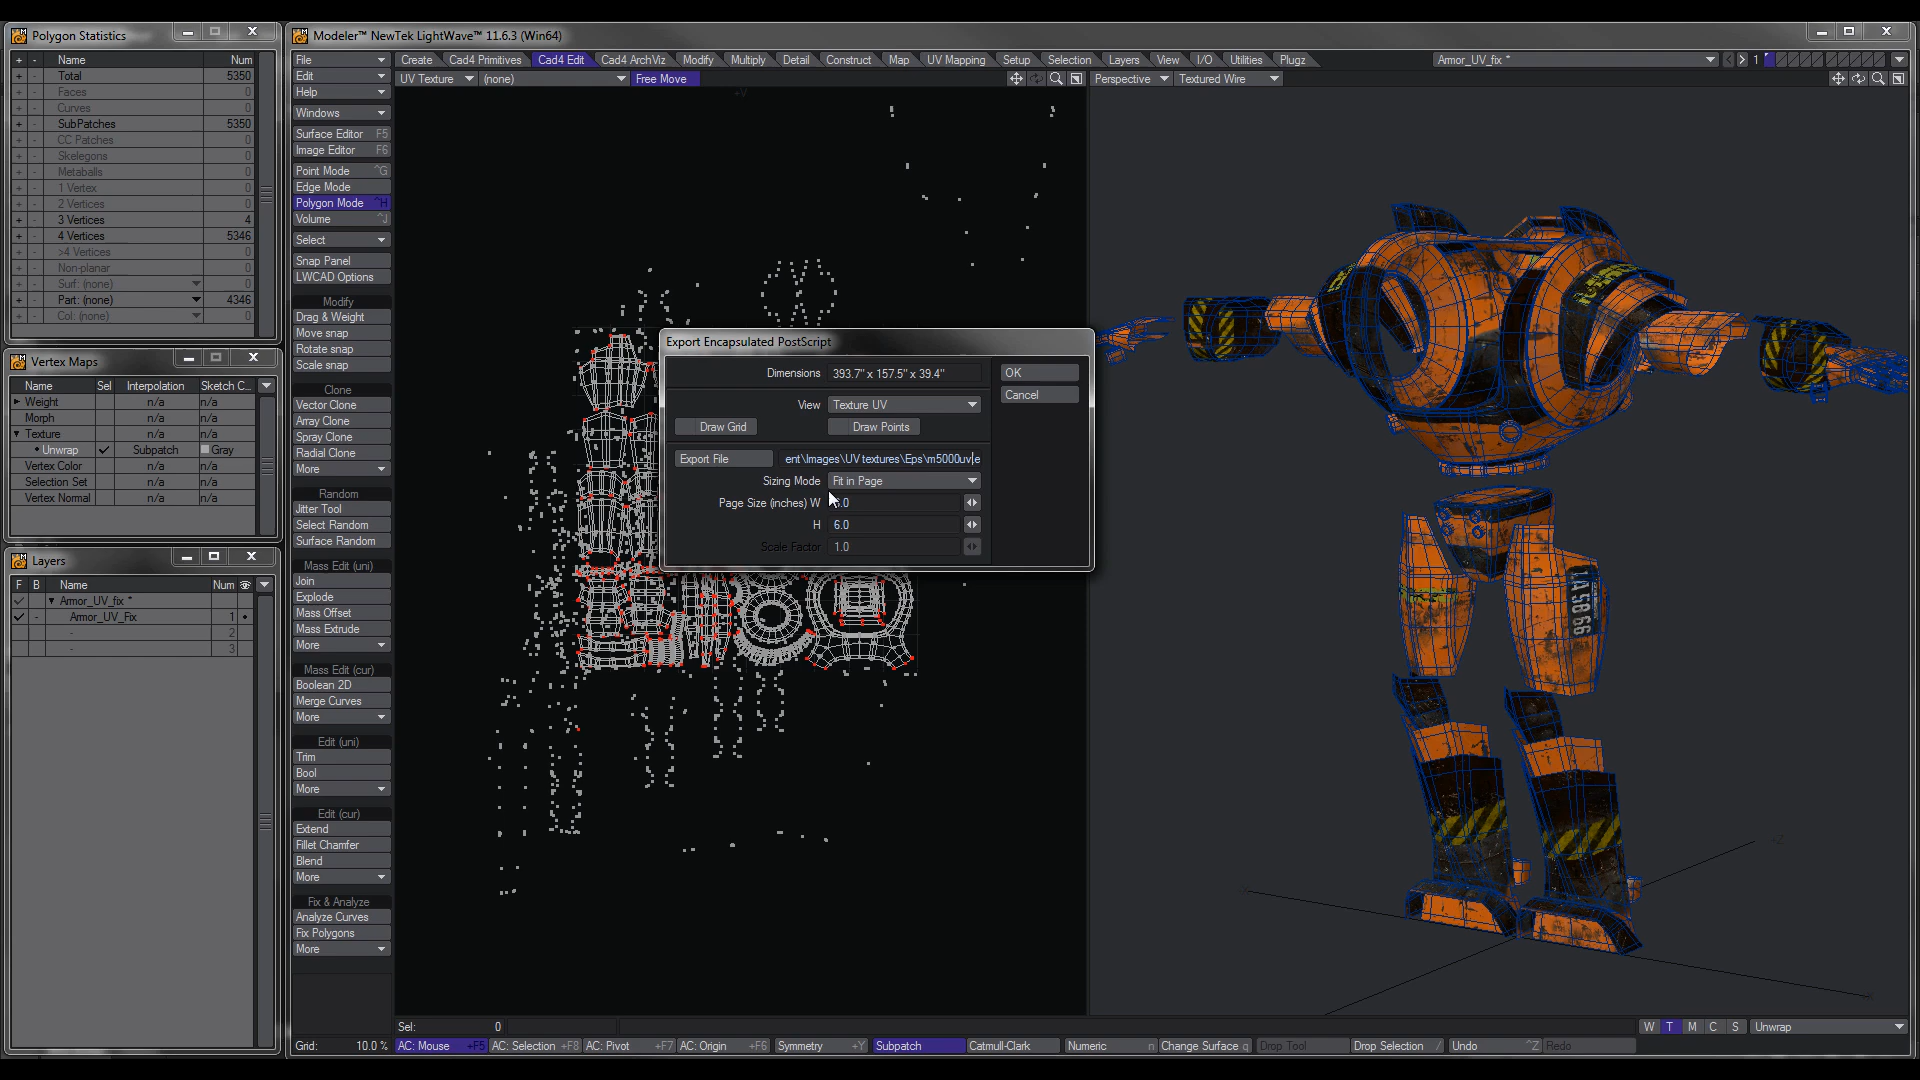 Polygon Statistics
+ - Name Num
+ - Total 5350
+ - Faces 0
+ - Curves 0
+ - SubPatches 5350
+ - CC Patches 0
+ - Skelegons 0
+ - Metaballs 0
+ - 1 Vertex 0
+ - 2 Vertices 0
+ - 3 Vertices 4
+ - 4 Vertices 5346
+ - >4 Vertices 0
+ - Non-planar 0
+ - Surf: (none) 0
+ - Part: (none) 4346
+ - Col: (none) 0
Vertex Maps
Name Sel Interpolation Sketch C...
Weight n/a n/a
Morph n/a n/a
Texture n/a n/a
Unwrap Subpatch Gray
Vertex Color n/a n/a
Selection Set n/a n/a
Vertex Normal n/a n/a
Layers
F B Name Num
Armor_UV_fix *
- Armor_UV_Fix 1
- 2
- 3
Modeler™ NewTek LightWave™ 11.6.3 (Win64)
Create Cad4 Primitives Cad4 Edit Cad4 ArchViz Modify Multiply Detail Construct Map UV Mapping Setup Selection Layers View I/O Utilities Plugz
Armor_UV_fix * 1
UV Texture (none) Free Move
Perspective Textured Wire
File
Edit
Help
Windows
Surface Editor F5
Image Editor F6
Point Mode ^G
Edge Mode
Polygon Mode ^H
Volume ^J
Select
Snap Panel
LWCAD Options
Modify
Drag & Weight
Move snap
Rotate snap
Scale snap
Clone
Vector Clone
Array Clone
Spray Clone
Radial Clone
More
Random
Jitter Tool
Select Random
Surface Random
Mass Edit (uni)
Join
Explode
Mass Offset
Mass Extrude
More
Mass Edit (cur)
Boolean 2D
Merge Curves
More
Edit (uni)
Trim
Bool
More
Edit (cur)
Extend
Fillet Chamfer
Blend
More
Fix & Analyze
Analyze Curves
Fix Polygons
More
+V
Export Encapsulated PostScript
Dimensions 393.7" x 157.5" x 39.4"
OK
Cancel
View Texture UV
Draw Grid Draw Points
Export File ent\Images\UV textures\Eps\m5000uv.e
Sizing Mode Fit in Page
Page Size (inches) W .0
H 6.0
Scale Factor 1.0
Sel: 0
W T M C S Unwrap
Grid: 10.0 % AC: Mouse +F5 AC: Selection +F8 AC: Pivot +F7 AC: Origin +F6 Symmetry +Y Subpatch Catmull-Clark Numeric n Change Surface q Drop Tool Drop Selection / Undo ^Z Redo